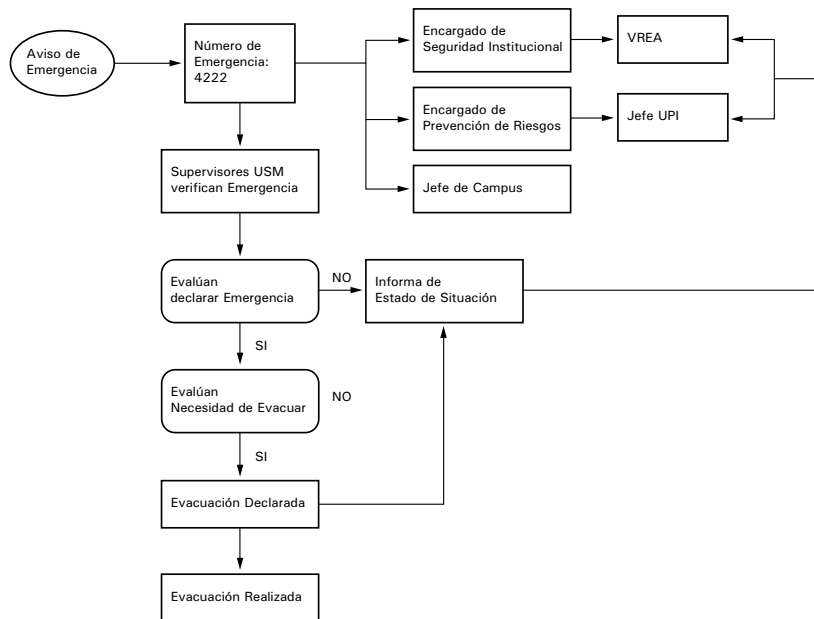 Aviso de
Emergencia
Número de
Emergencia:
4222
Encargado de
Seguridad Institucional
VREA
Encargado de
Prevención de Riesgos
Jefe UPI
Jefe de Campus
Supervisores USM
verifican Emergencia
Evalúan
declarar Emergencia
NO
Informa de
Estado de Situación
SI
Evalúan
Necesidad de Evacuar
NO
SI
Evacuación Declarada
Evacuación Realizada